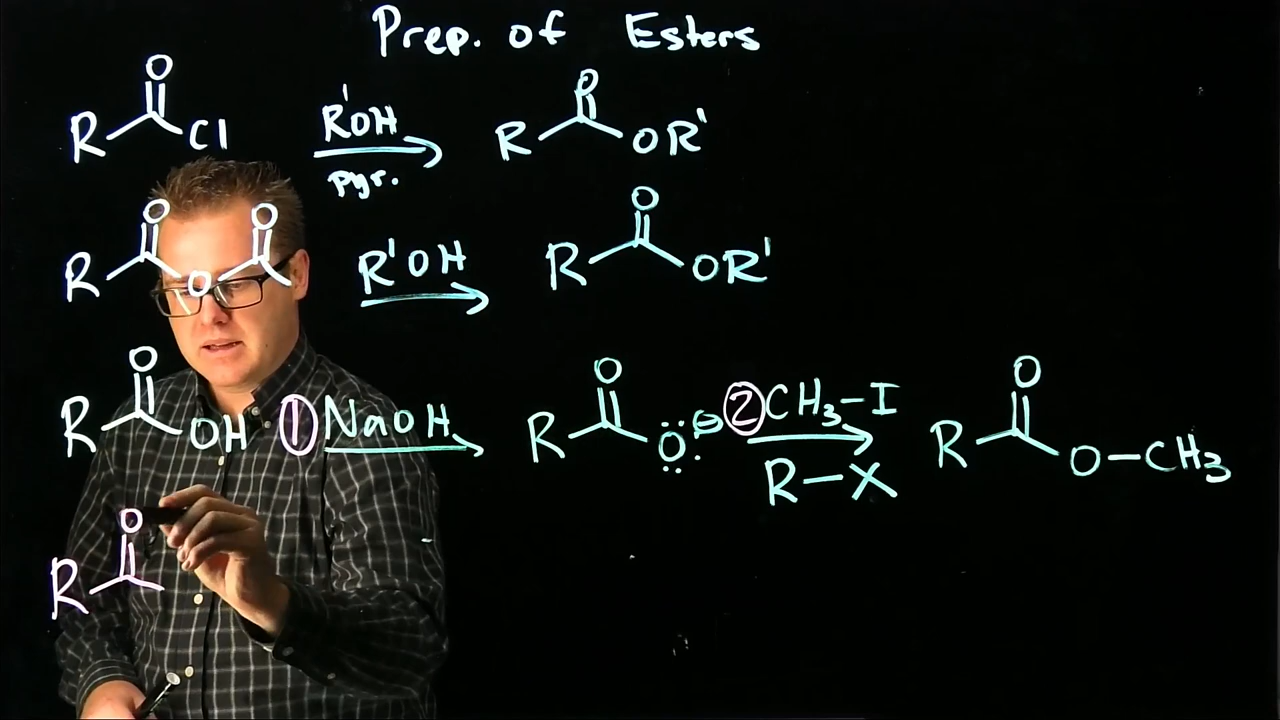 Prep. of Esters
R O Cl R'OH pyr. R O OR'
R O O O R'OH R O OR'
R O OH 1 NaOH R O O ⊖ 2 CH3-I R-X R O O-CH3
R O